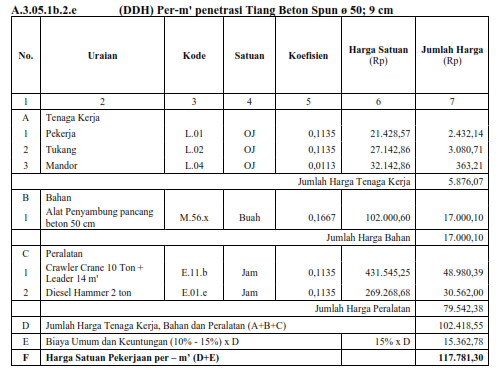 A.3.05.1b.2.e (DDH) Per-m' penetrasi Tiang Beton Spun ø 50; 9 cm
No. Uraian Kode Satuan Koefisien Harga Satuan (Rp) Jumlah Harga (Rp)
1 2 3 4 5 6 7
A Tenaga Kerja
1 Pekerja L.01 OJ 0,1135 21.428,57 2.432,14
2 Tukang L.02 OJ 0,1135 27.142,86 3.080,71
3 Mandor L.04 OJ 0,0113 32.142,86 363,21
Jumlah Harga Tenaga Kerja 5.876,07
B Bahan
1 Alat Penyambung pancang beton 50 cm M.56.x Buah 0,1667 102.000,60 17.000,10
Jumlah Harga Bahan 17.000,10
C Peralatan
1 Crawler Crane 10 Ton + Leader 14 m' E.11.b Jam 0,1135 431.545,25 48.980,39
2 Diesel Hammer 2 ton E.01.e Jam 0,1135 269.268,68 30.562,00
Jumlah Harga Peralatan 79.542,38
D Jumlah Harga Tenaga Kerja, Bahan dan Peralatan (A+B+C) 102.418,55
E Biaya Umum dan Keuntungan (10% - 15%) x D 15% x D 15.362,78
F Harga Satuan Pekerjaan per – m' (D+E) 117.781,30